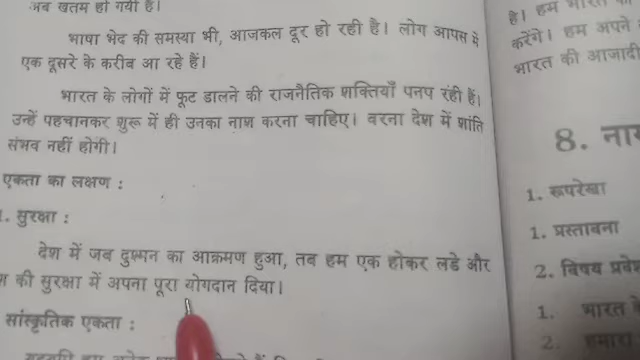 अब खतम हो गयी है।
भाषा भेद की समस्या भी, आजकल दूर हो रही है। लोग आपस में
एक दूसरे के करीब आ रहे हैं।
भारत के लोगों में फूट डालने की राजनैतिक शक्तियाँ पनप रही हैं।
उन्हें पहचानकर शुरू में ही उनका नाश करना चाहिए। वरना देश में शांति
संभव नहीं होगी।
एकता का लक्षण :
1. सुरक्षा :
देश में जब दुश्मन का आक्रमण हुआ, तब हम एक होकर लडे और
की सुरक्षा में अपना पूरा योगदान दिया।
सांस्कृतिक एकता :
है। हम भारत
करेंगे। हम अपने
भारत की आजादी
8.
1. रूपरेखा
1. प्रस्तावना
2. विषय प्रवेश
1. भारत
2. हमारा